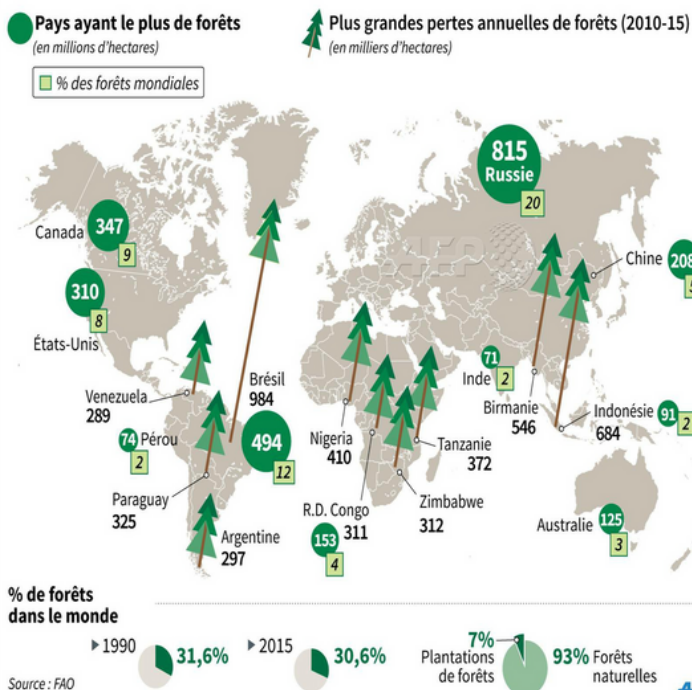 Pays ayant le plus de forêts
(en millions d'hectares)
% des forêts mondiales
Plus grandes pertes annuelles de forêts (2010-15)
(en milliers d'hectares)
815
Russie
20
Canada
347
9
AFP
Chine
208
310
8
États-Unis
Venezuela
289
Brésil
984
71
Inde
2
Birmanie
546
Indonésie
684
91
2
74
Pérou
2
494
12
Nigeria
410
Tanzanie
372
Paraguay
325
R.D. Congo
311
Zimbabwe
312
153
4
Argentine
297
Australie
125
3
% de forêts
dans le monde
1990
31,6%
2015
30,6%
7%
Plantations
de forêts
93% Forêts
naturelles
Source : FAO